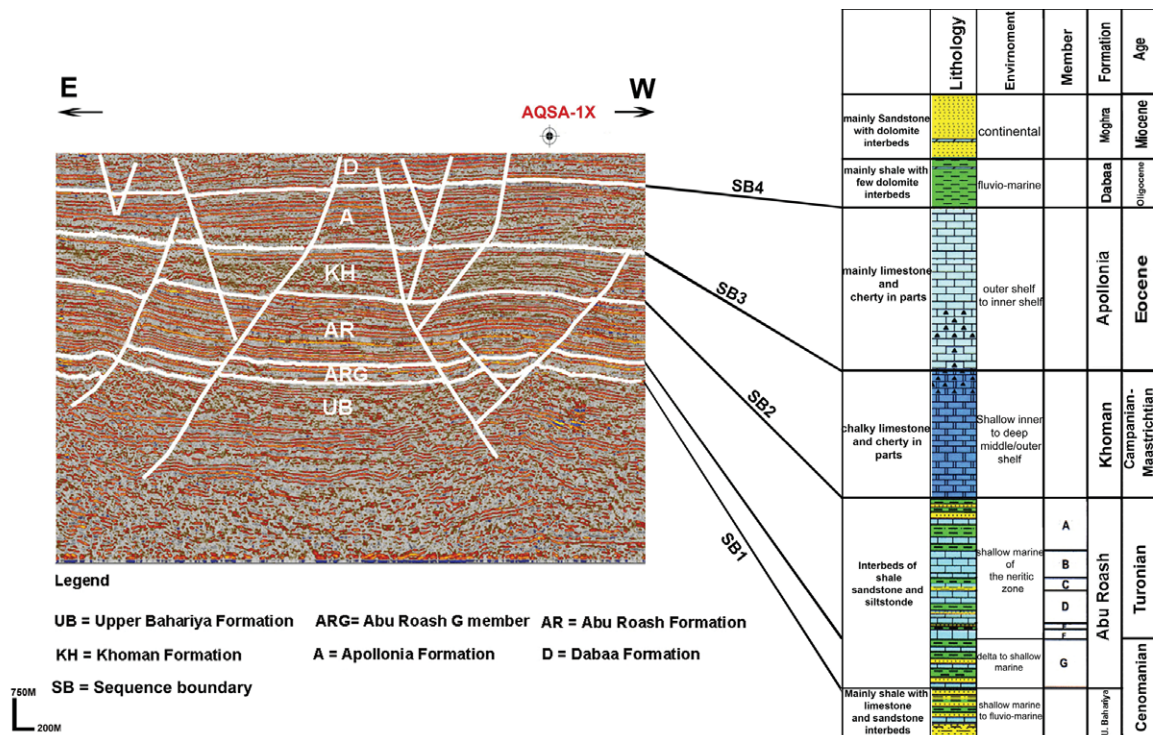 E
W
AQSA-1X
D
A
KH
AR
ARG
UB
SB4
SB3
SB2
SB1
Legend
UB = Upper Bahariya Formation ARG= Abu Roash G member AR = Abu Roash Formation
KH = Khoman Formation A = Apollonia Formation D = Dabaa Formation
SB = Sequence boundary
750M
200M
Lithology
Envirnoment
Member
Formation
Age
mainly Sandstone
with dolomite
interbeds
continental
Moghra
Miocene
mainly shale with
few dolomite
interbeds
fluvio-marine
Dabaa
Oligocene
mainly limestone
and
cherty in parts
outer shelf
to inner shelf
Apollonia
Eocene
chalky limestone
and cherty in
parts
Shallow inner
to deep
middle/outer
shelf
Khoman
Campanian-
Maastrichtian
Interbeds of
shale
sandstone and
siltstonde
shallow marine
of
the neritic
zone
A
B
C
D
F
Abu Roash
Turonian
delta to shallow
marine
G
Mainly shale with
limestone
and sandstone
interbeds
shallow marine
to fluvio-marine
U. Bahariya
Cenomanian